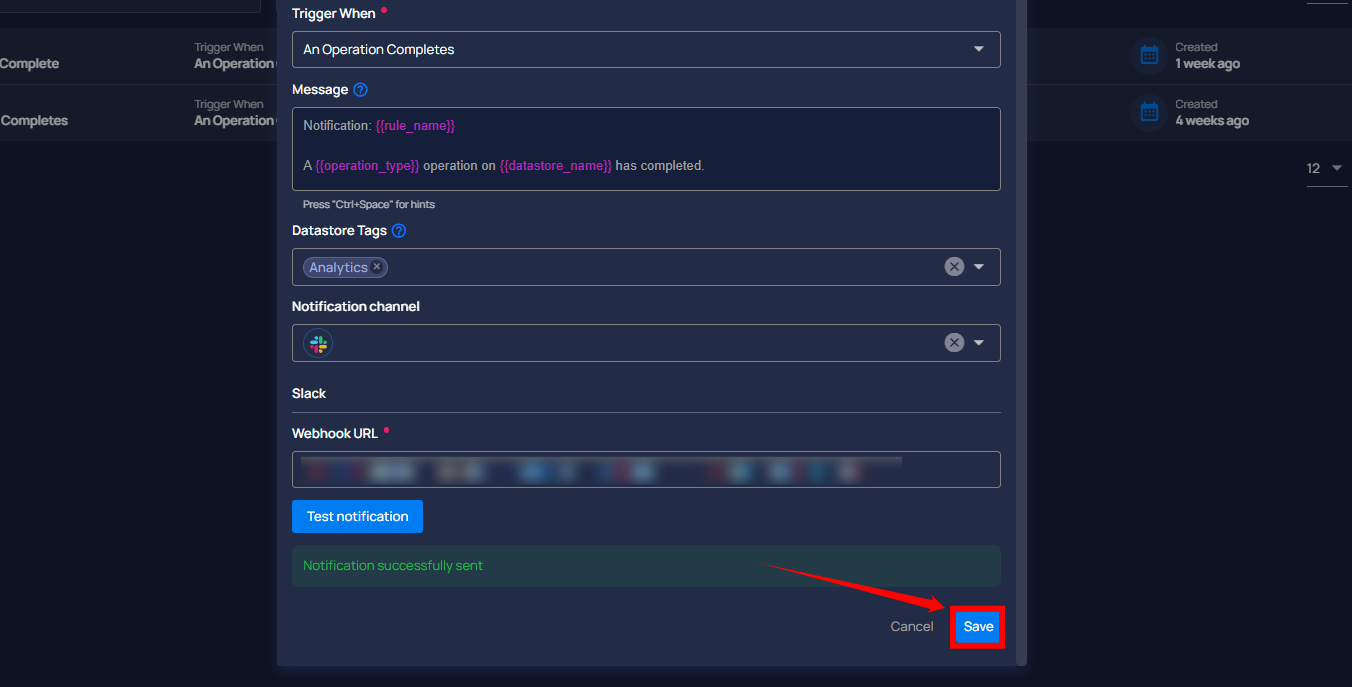 Trigger When •
An Operation Completes
Trigger When
Complete
An Operation
Created
1 week ago
Message ?
Trigger When
Completes
An Operation
Created
4 weeks ago
Notification: {{rule_name}}
A {{operation_type}} operation on {{datastore_name}} has completed.
12
Press "Ctrl+Space" for hints
Datastore Tags ?
Analytics ×
Notification channel
Slack
Webhook URL •
Test notification
Notification successfully sent
Cancel
Save